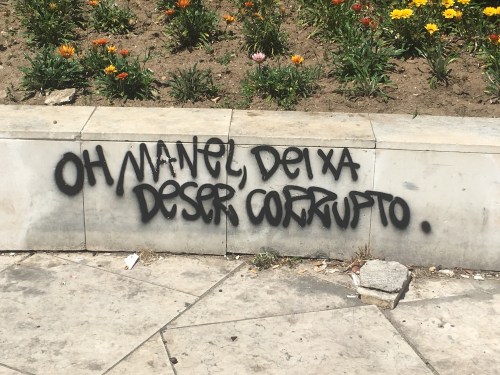 OH MANEL, DEIXA
DESER CORRUPTO.